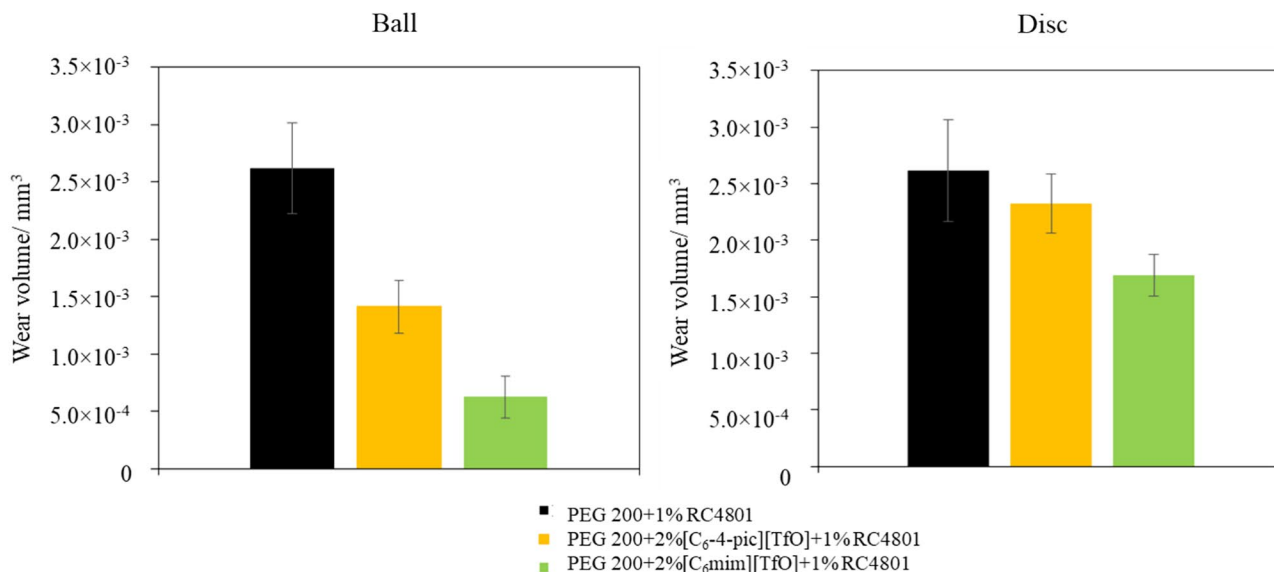 Ball
Disc
Wear volume/ mm³
3.5×10⁻³
3.0×10⁻³
2.5×10⁻³
2.0×10⁻³
1.5×10⁻³
1.0×10⁻³
5.0×10⁻⁴
0
Wear volume/ mm³
3.5×10⁻³
3.0×10⁻³
2.5×10⁻³
2.0×10⁻³
1.5×10⁻³
1.0×10⁻³
5.0×10⁻⁴
0
PEG 200+1% RC4801
PEG 200+2%[C₆-4-pic][TfO]+1% RC4801
PEG 200+2%[C₆mim][TfO]+1% RC4801